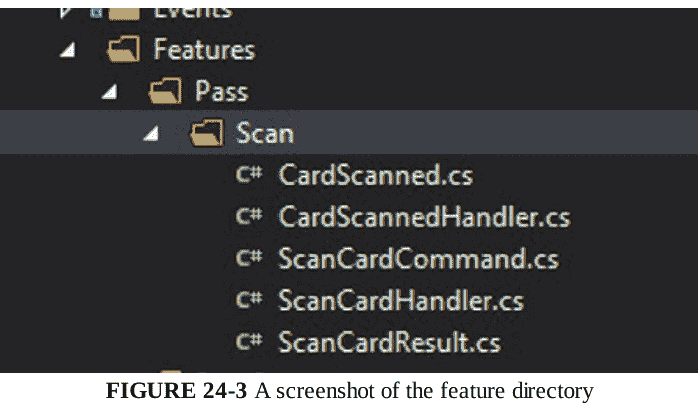 Events
Features
Pass
Scan
C# CardScanned.cs
C# CardScannedHandler.cs
C# ScanCardCommand.cs
C# ScanCardHandler.cs
C# ScanCardResult.cs
FIGURE 24-3 A screenshot of the feature directory